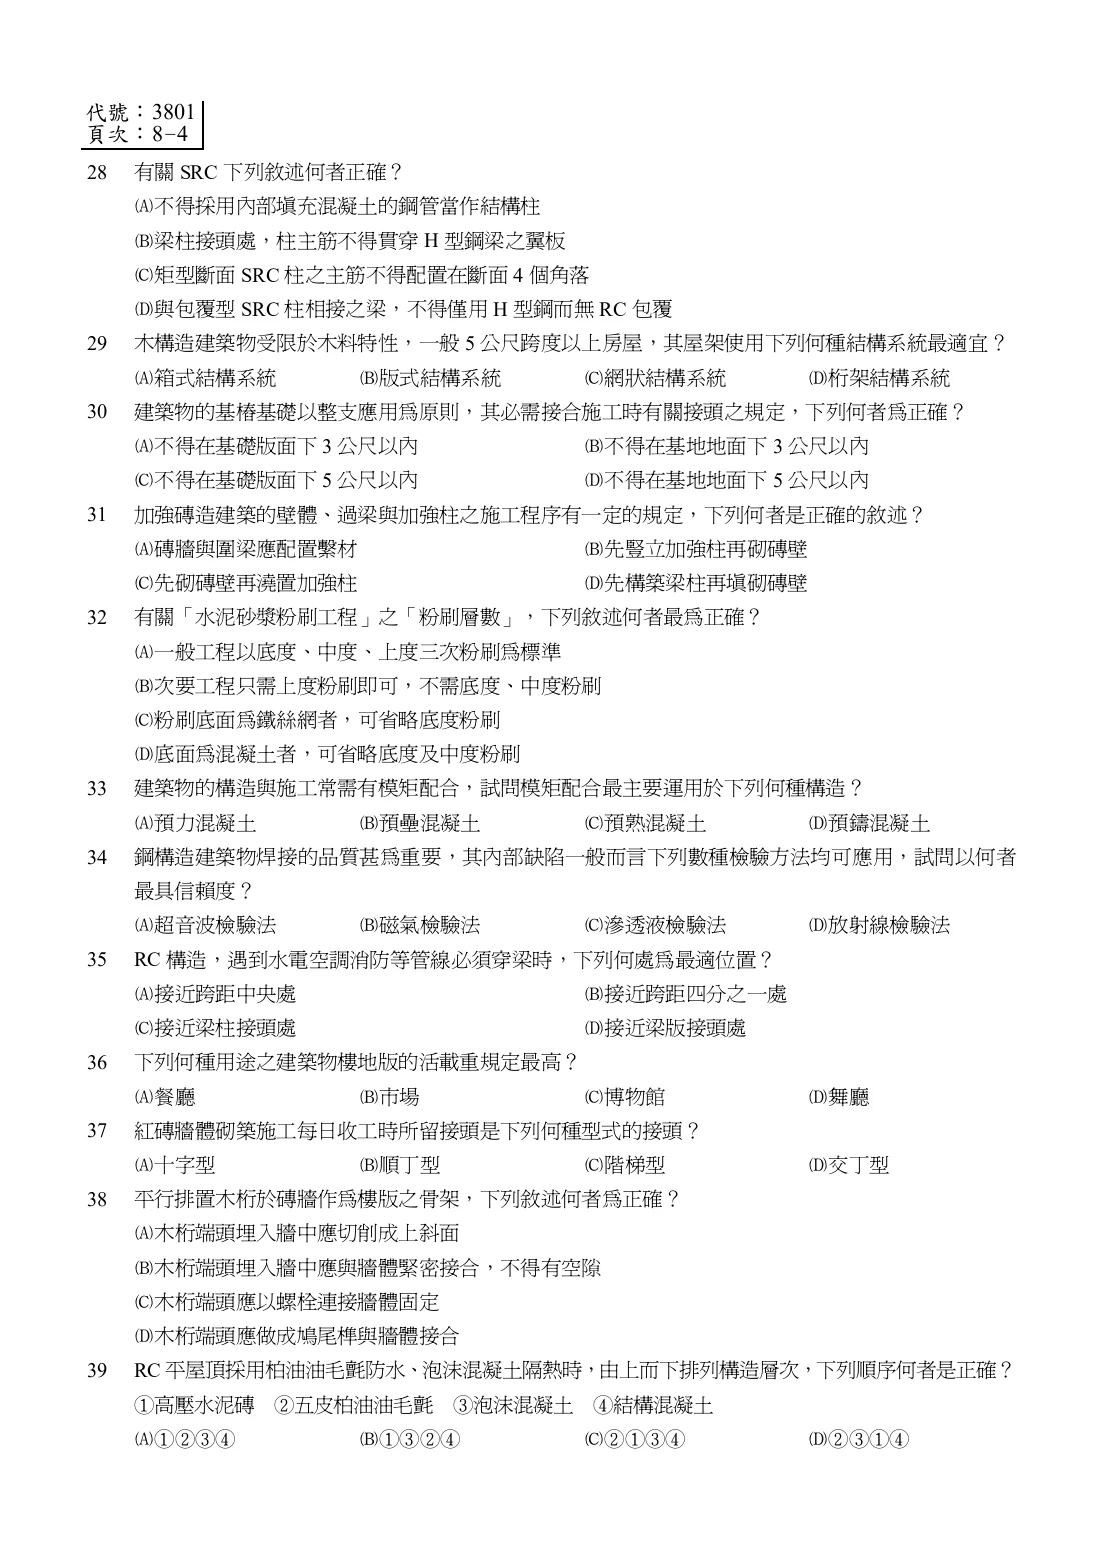 代號：3801
頁次：8-4
28 有關 SRC 下列敘述何者正確？
(A)不得採用內部填充混凝土的鋼管當作結構柱
(B)梁柱接頭處，柱主筋不得貫穿 H 型鋼梁之翼板
(C)矩型斷面 SRC 柱之主筋不得配置在斷面 4 個角落
(D)與包覆型 SRC 柱相接之梁，不得僅用 H 型鋼而無 RC 包覆
29 木構造建築物受限於木料特性，一般 5 公尺跨度以上房屋，其屋架使用下列何種結構系統最適宜？
(A)箱式結構系統 (B)版式結構系統 (C)網狀結構系統 (D)桁架結構系統
30 建築物的基樁基礎以整支應用為原則，其必需接合施工時有關接頭之規定，下列何者為正確？
(A)不得在基礎版面下 3 公尺以內 (B)不得在基地地面下 3 公尺以內
(C)不得在基礎版面下 5 公尺以內 (D)不得在基地地面下 5 公尺以內
31 加強磚造建築的壁體、過梁與加強柱之施工程序有一定的規定，下列何者是正確的敘述？
(A)磚牆與圍梁應配置繫材 (B)先豎立加強柱再砌磚壁
(C)先砌磚壁再澆置加強柱 (D)先構築梁柱再填砌磚壁
32 有關「水泥砂漿粉刷工程」之「粉刷層數」，下列敘述何者最為正確？
(A)一般工程以底度、中度、上度三次粉刷為標準
(B)次要工程只需上度粉刷即可，不需底度、中度粉刷
(C)粉刷底面為鐵絲網者，可省略底度粉刷
(D)底面為混凝土者，可省略底度及中度粉刷
33 建築物的構造與施工常需有模矩配合，試問模矩配合最主要運用於下列何種構造？
(A)預力混凝土 (B)預壘混凝土 (C)預熟混凝土 (D)預鑄混凝土
34 鋼構造建築物焊接的品質甚為重要，其內部缺陷一般而言下列數種檢驗方法均可應用，試問以何者
最具信賴度？
(A)超音波檢驗法 (B)磁氣檢驗法 (C)滲透液檢驗法 (D)放射線檢驗法
35 RC 構造，遇到水電空調消防等管線必須穿梁時，下列何處為最適位置？
(A)接近跨距中央處 (B)接近跨距四分之一處
(C)接近梁柱接頭處 (D)接近梁版接頭處
36 下列何種用途之建築物樓地版的活載重規定最高？
(A)餐廳 (B)市場 (C)博物館 (D)舞廳
37 紅磚牆體砌築施工每日收工時所留接頭是下列何種型式的接頭？
(A)十字型 (B)順丁型 (C)階梯型 (D)交丁型
38 平行排置木桁於磚牆作為樓版之骨架，下列敘述何者為正確？
(A)木桁端頭埋入牆中應切削成上斜面
(B)木桁端頭埋入牆中應與牆體緊密接合，不得有空隙
(C)木桁端頭應以螺栓連接牆體固定
(D)木桁端頭應做成鳩尾榫與牆體接合
39 RC 平屋頂採用柏油油毛氈防水、泡沫混凝土隔熱時，由上而下排列構造層次，下列順序何者是正確？
①高壓水泥磚 ②五皮柏油油毛氈 ③泡沫混凝土 ④結構混凝土
(A)①②③④ (B)①③②④ (C)②①③④ (D)②③①④